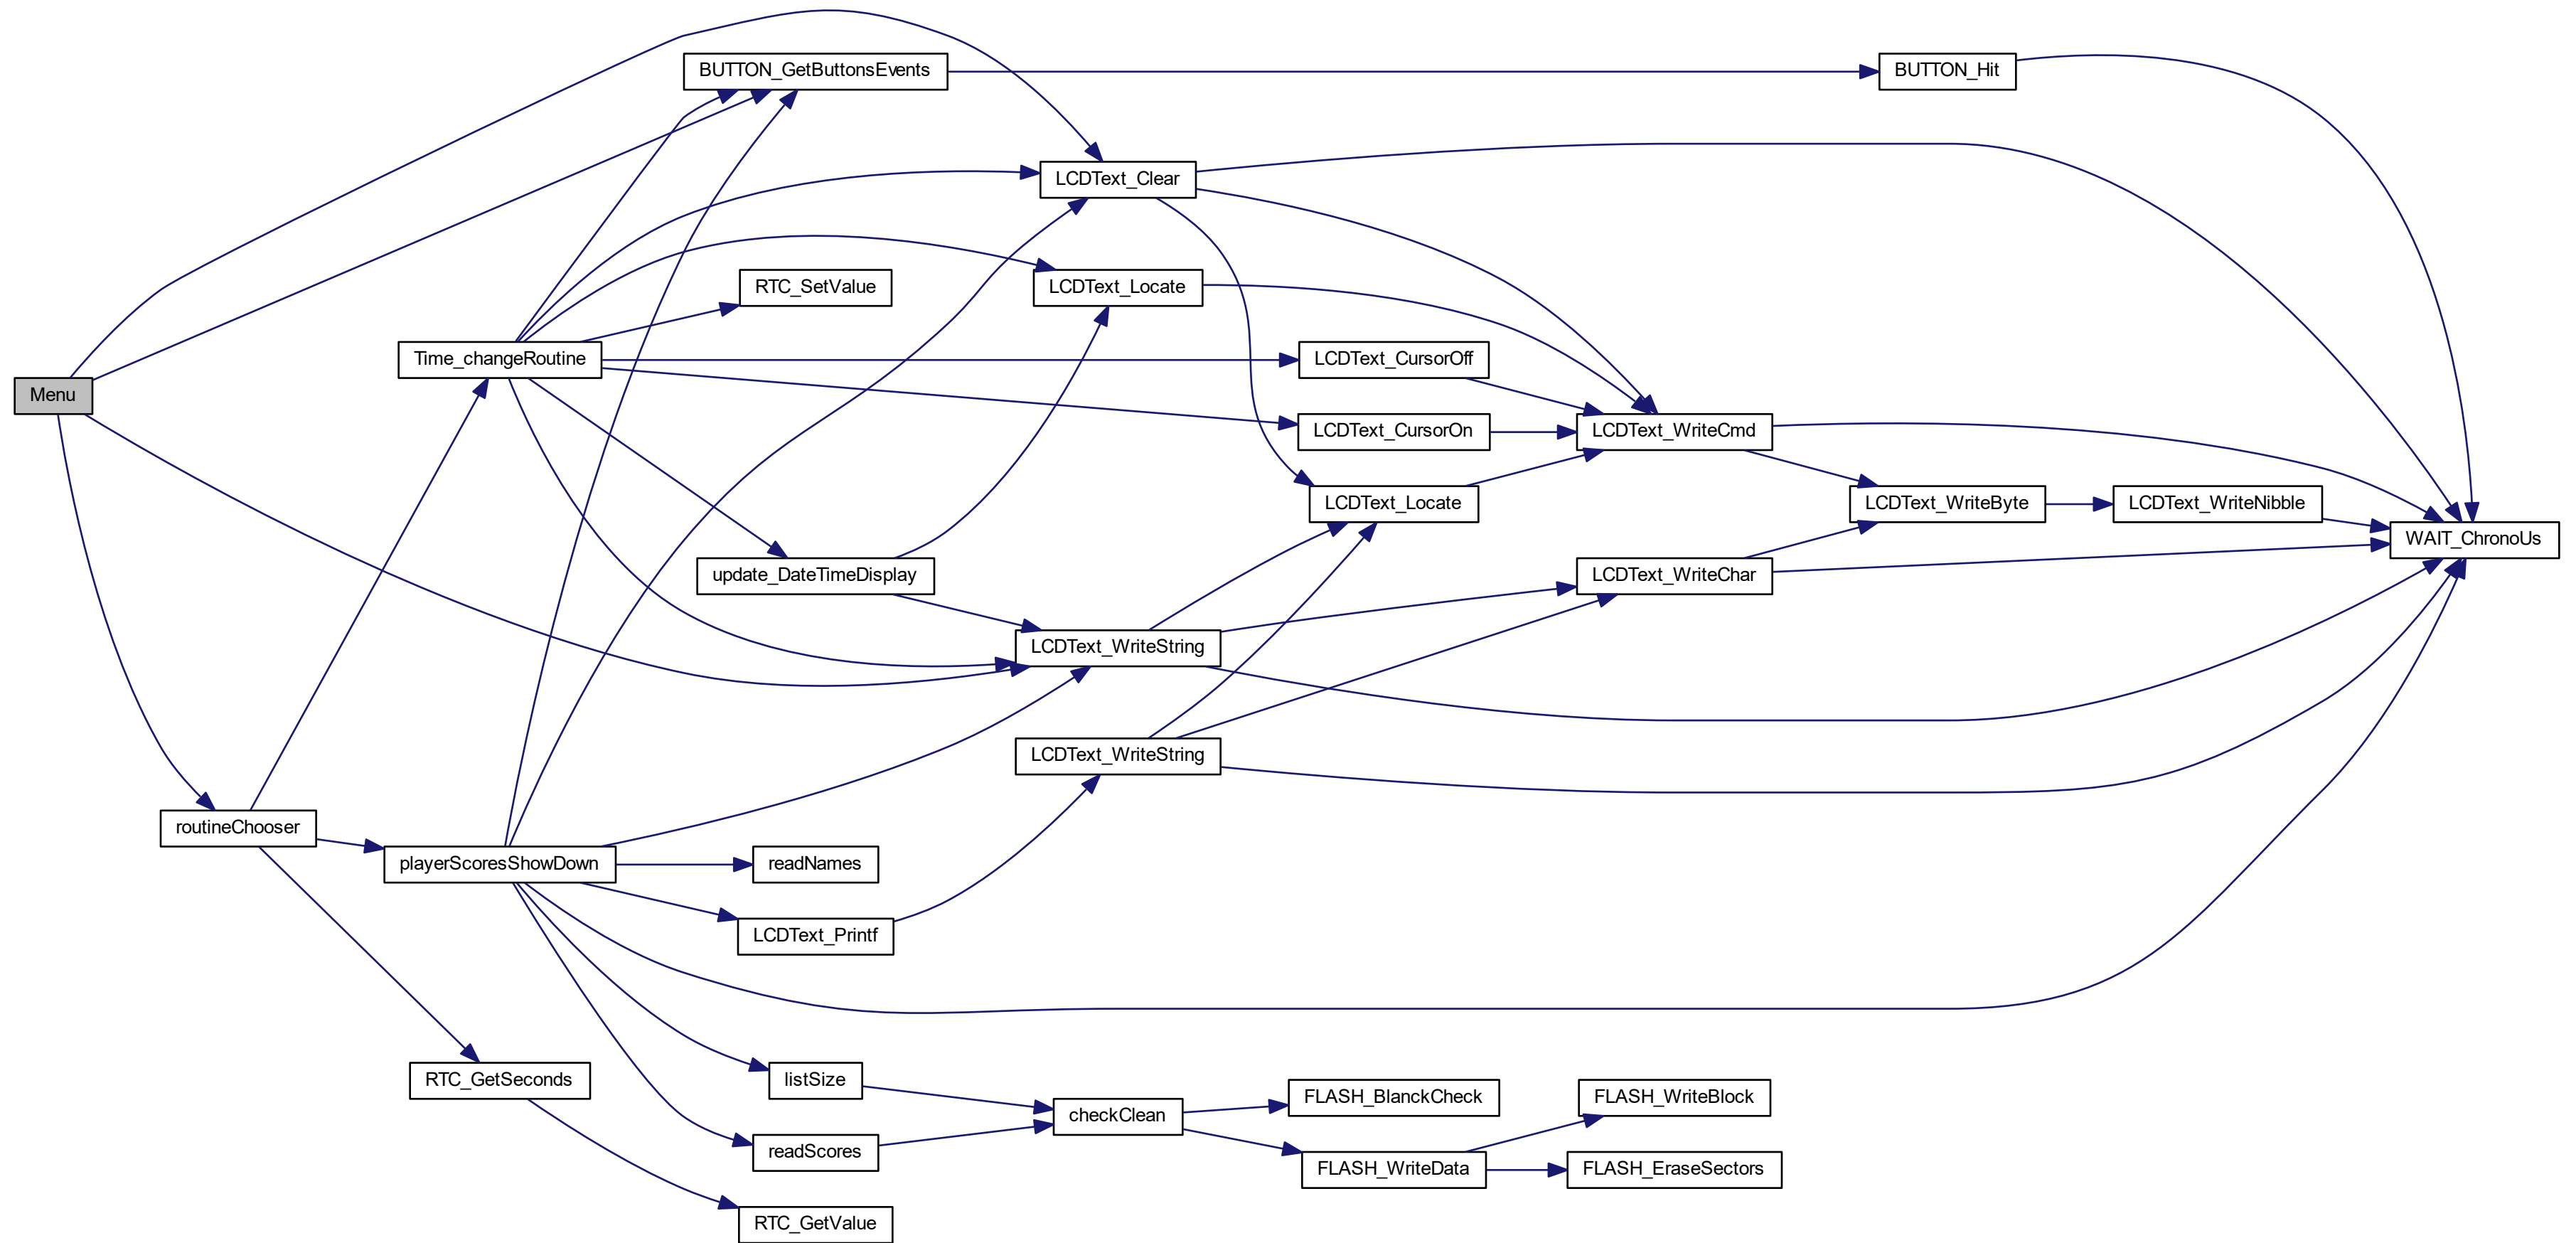 BUTTON_GetButtonsEvents
BUTTON_Hit
LCDText_Clear
RTC_SetValue
LCDText_Locate
Time_changeRoutine
LCDText_CursorOff
Menu
LCDText_CursorOn
LCDText_WriteCmd
LCDText_Locate
LCDText_WriteByte
LCDText_WriteNibble
WAIT_ChronoUs
update_DateTimeDisplay
LCDText_WriteChar
LCDText_WriteString
LCDText_WriteString
routineChooser
playerScoresShowDown
readNames
LCDText_Printf
RTC_GetSeconds
listSize
checkClean
FLASH_BlanckCheck
FLASH_WriteBlock
readScores
FLASH_WriteData
FLASH_EraseSectors
RTC_GetValue